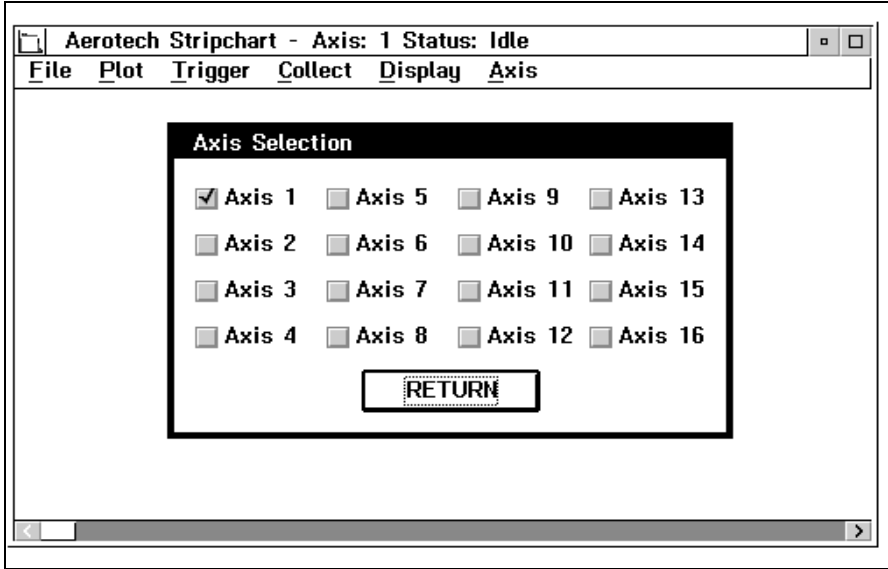 Aerotech Stripchart - Axis: 1 Status: Idle
File Plot Trigger Collect Display Axis
Axis Selection
Axis 1 Axis 5 Axis 9 Axis 13
Axis 2 Axis 6 Axis 10 Axis 14
Axis 3 Axis 7 Axis 11 Axis 15
Axis 4 Axis 8 Axis 12 Axis 16
RETURN